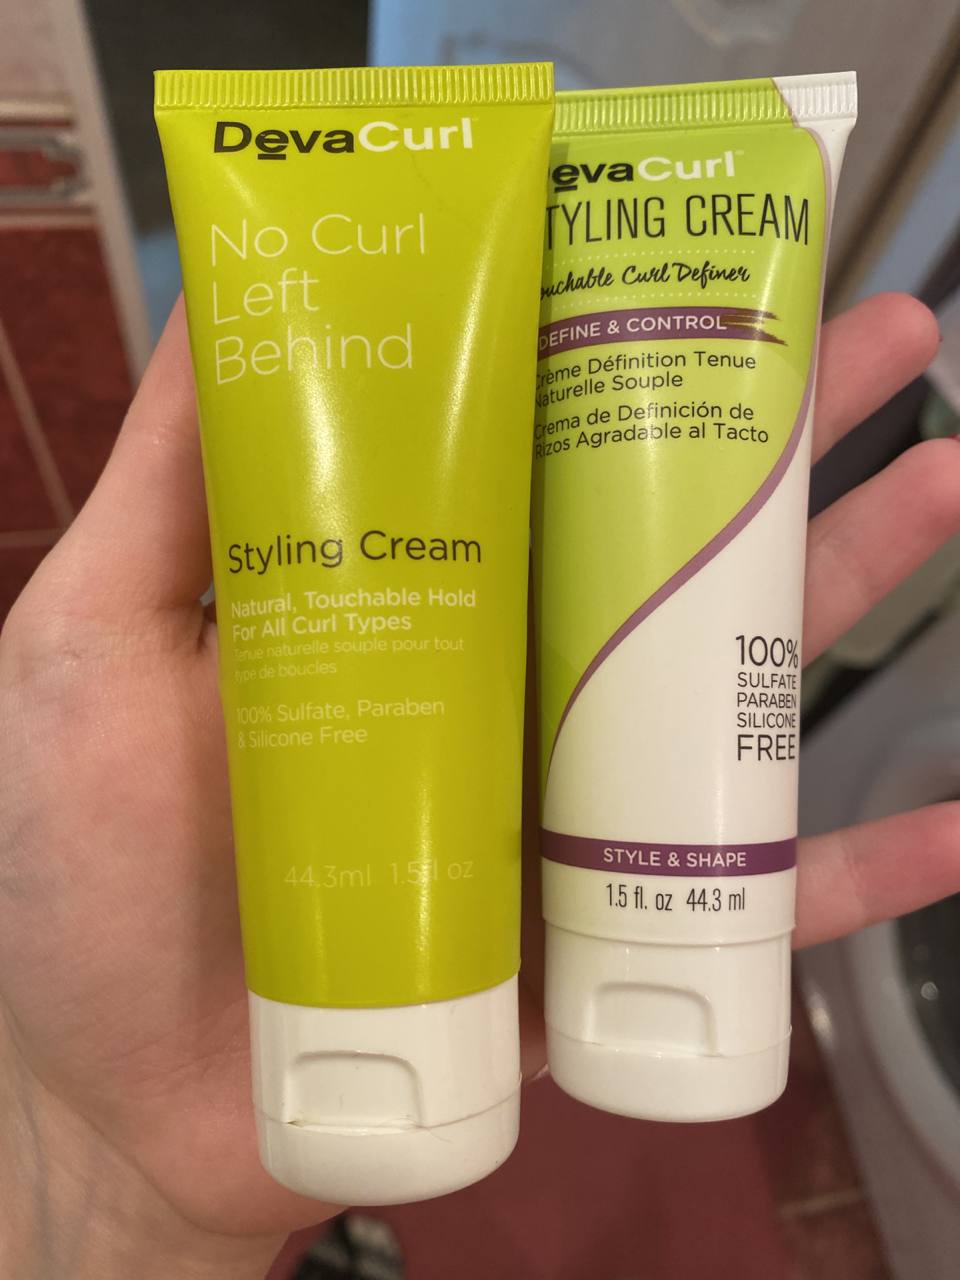 DevaCurl
No Curl
Left
Behind
Styling Cream
Natural, Touchable Hold
For All Curl Types
Tenue naturelle souple pour tout
type de boucles
100% Sulfate, Paraben
& Silicone Free
44.3ml 1.5 fl oz
evaCurl
TYLING CREAM
ouchable Curl Definer
DEFINE & CONTROL
Crème Définition Tenue
Naturelle Souple
Crema de Definición de
Rizos Agradable al Tacto
100%
SULFATE
PARABEN
SILICONE
FREE
STYLE & SHAPE
1.5 fl. oz 44.3 ml